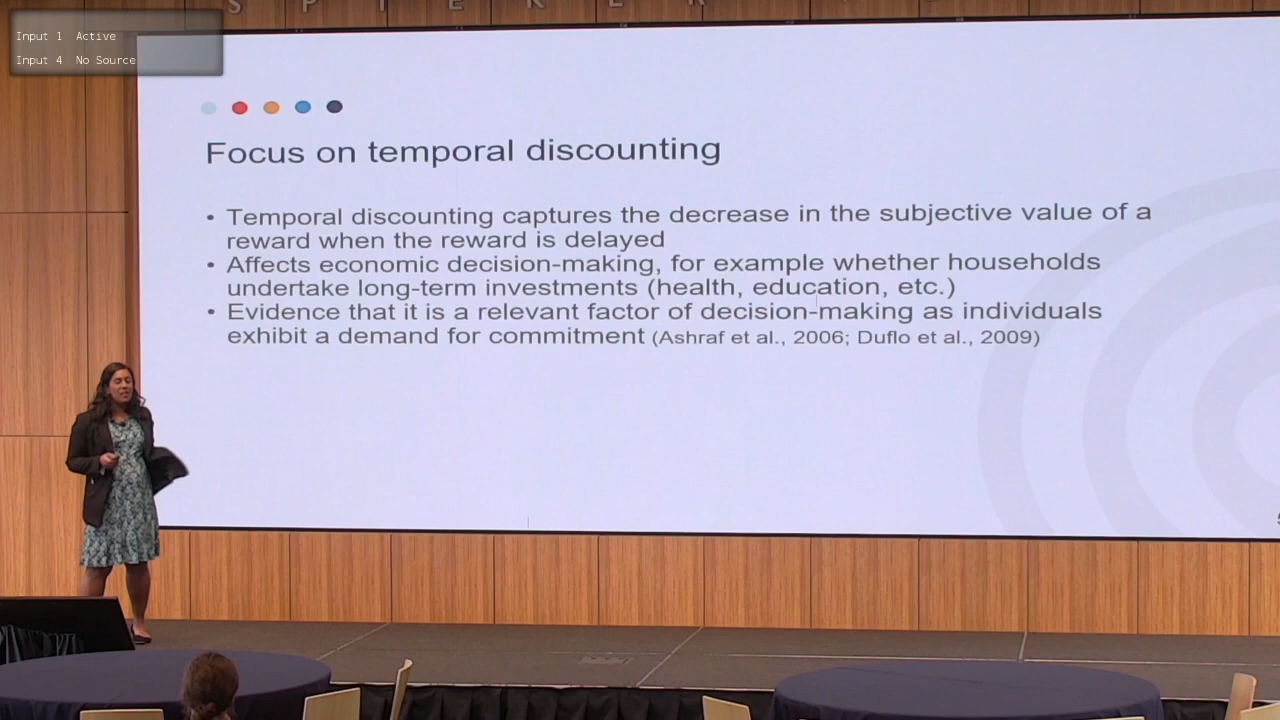 S P I E K E R
Input 1 Active
Input 4 No Source
Focus on temporal discounting
• Temporal discounting captures the decrease in the subjective value of a
reward when the reward is delayed
• Affects economic decision-making, for example whether households
undertake long-term investments (health, education, etc.)
• Evidence that it is a relevant factor of decision-making as individuals
exhibit a demand for commitment (Ashraf et al., 2006; Duflo et al., 2009)